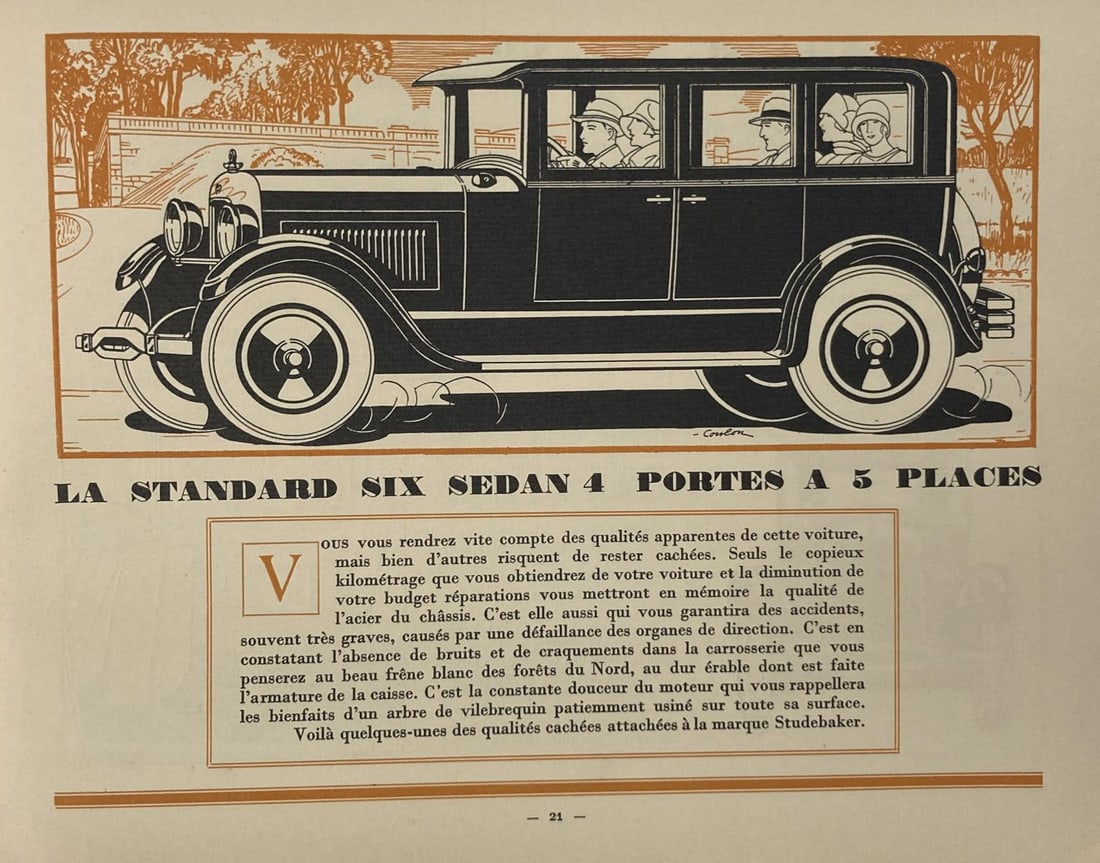 Coulon
LA STANDARD SIX SEDAN 4 PORTES A 5 PLACES
Vous vous rendrez vite compte des qualités apparentes de cette voiture,
mais bien d'autres risquent de rester cachées. Seuls le copieux
kilométrage que vous obtiendrez de votre voiture et la diminution de
votre budget réparations vous mettront en mémoire la qualité de
l'acier du châssis. C'est elle aussi qui vous garantira des accidents,
souvent très graves, causés par une défaillance des organes de direction. C'est en
constatant l'absence de bruits et de craquements dans la carrosserie que vous
penserez au beau frêne blanc des forêts du Nord, au dur érable dont est faite
l'armature de la caisse. C'est la constante douceur du moteur qui vous rappellera
les bienfaits d'un arbre de vilebrequin patiemment usiné sur toute sa surface.
Voilà quelques-unes des qualités cachées attachées à la marque Studebaker.
— 21 —